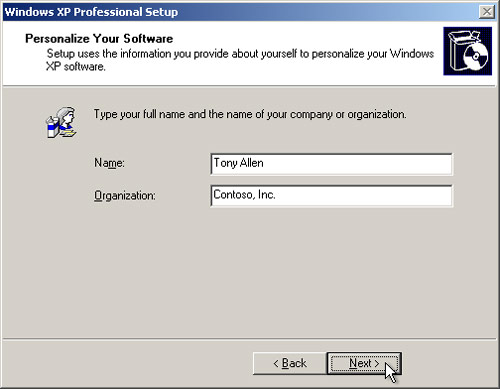 Windows XP Professional Setup
Personalize Your Software
Setup uses the information you provide about yourself to personalize your Windows
XP software.
Type your full name and the name of your company or organization.
Name: Tony Allen
Organization: Contoso, Inc.
< Back Next >